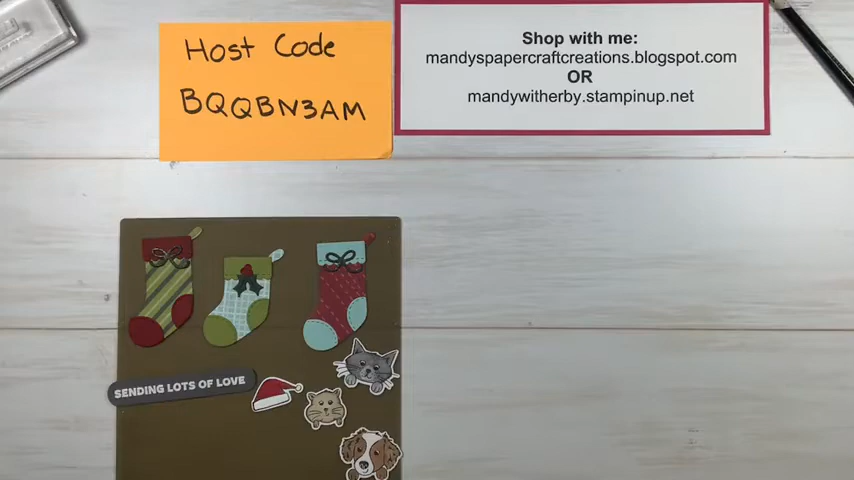 Host Code
BQQBN3AM
Shop with me:
mandyspapercraftcreations.blogspot.com
OR
mandywitherby.stampinup.net
SENDING LOTS OF LOVE